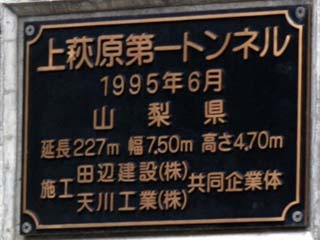 上萩原第一トンネル
1995年6月
山梨県
延長227m 幅7.50m 高さ4.70m
施工 田辺建設(株) 共同企業体
天川工業(株)